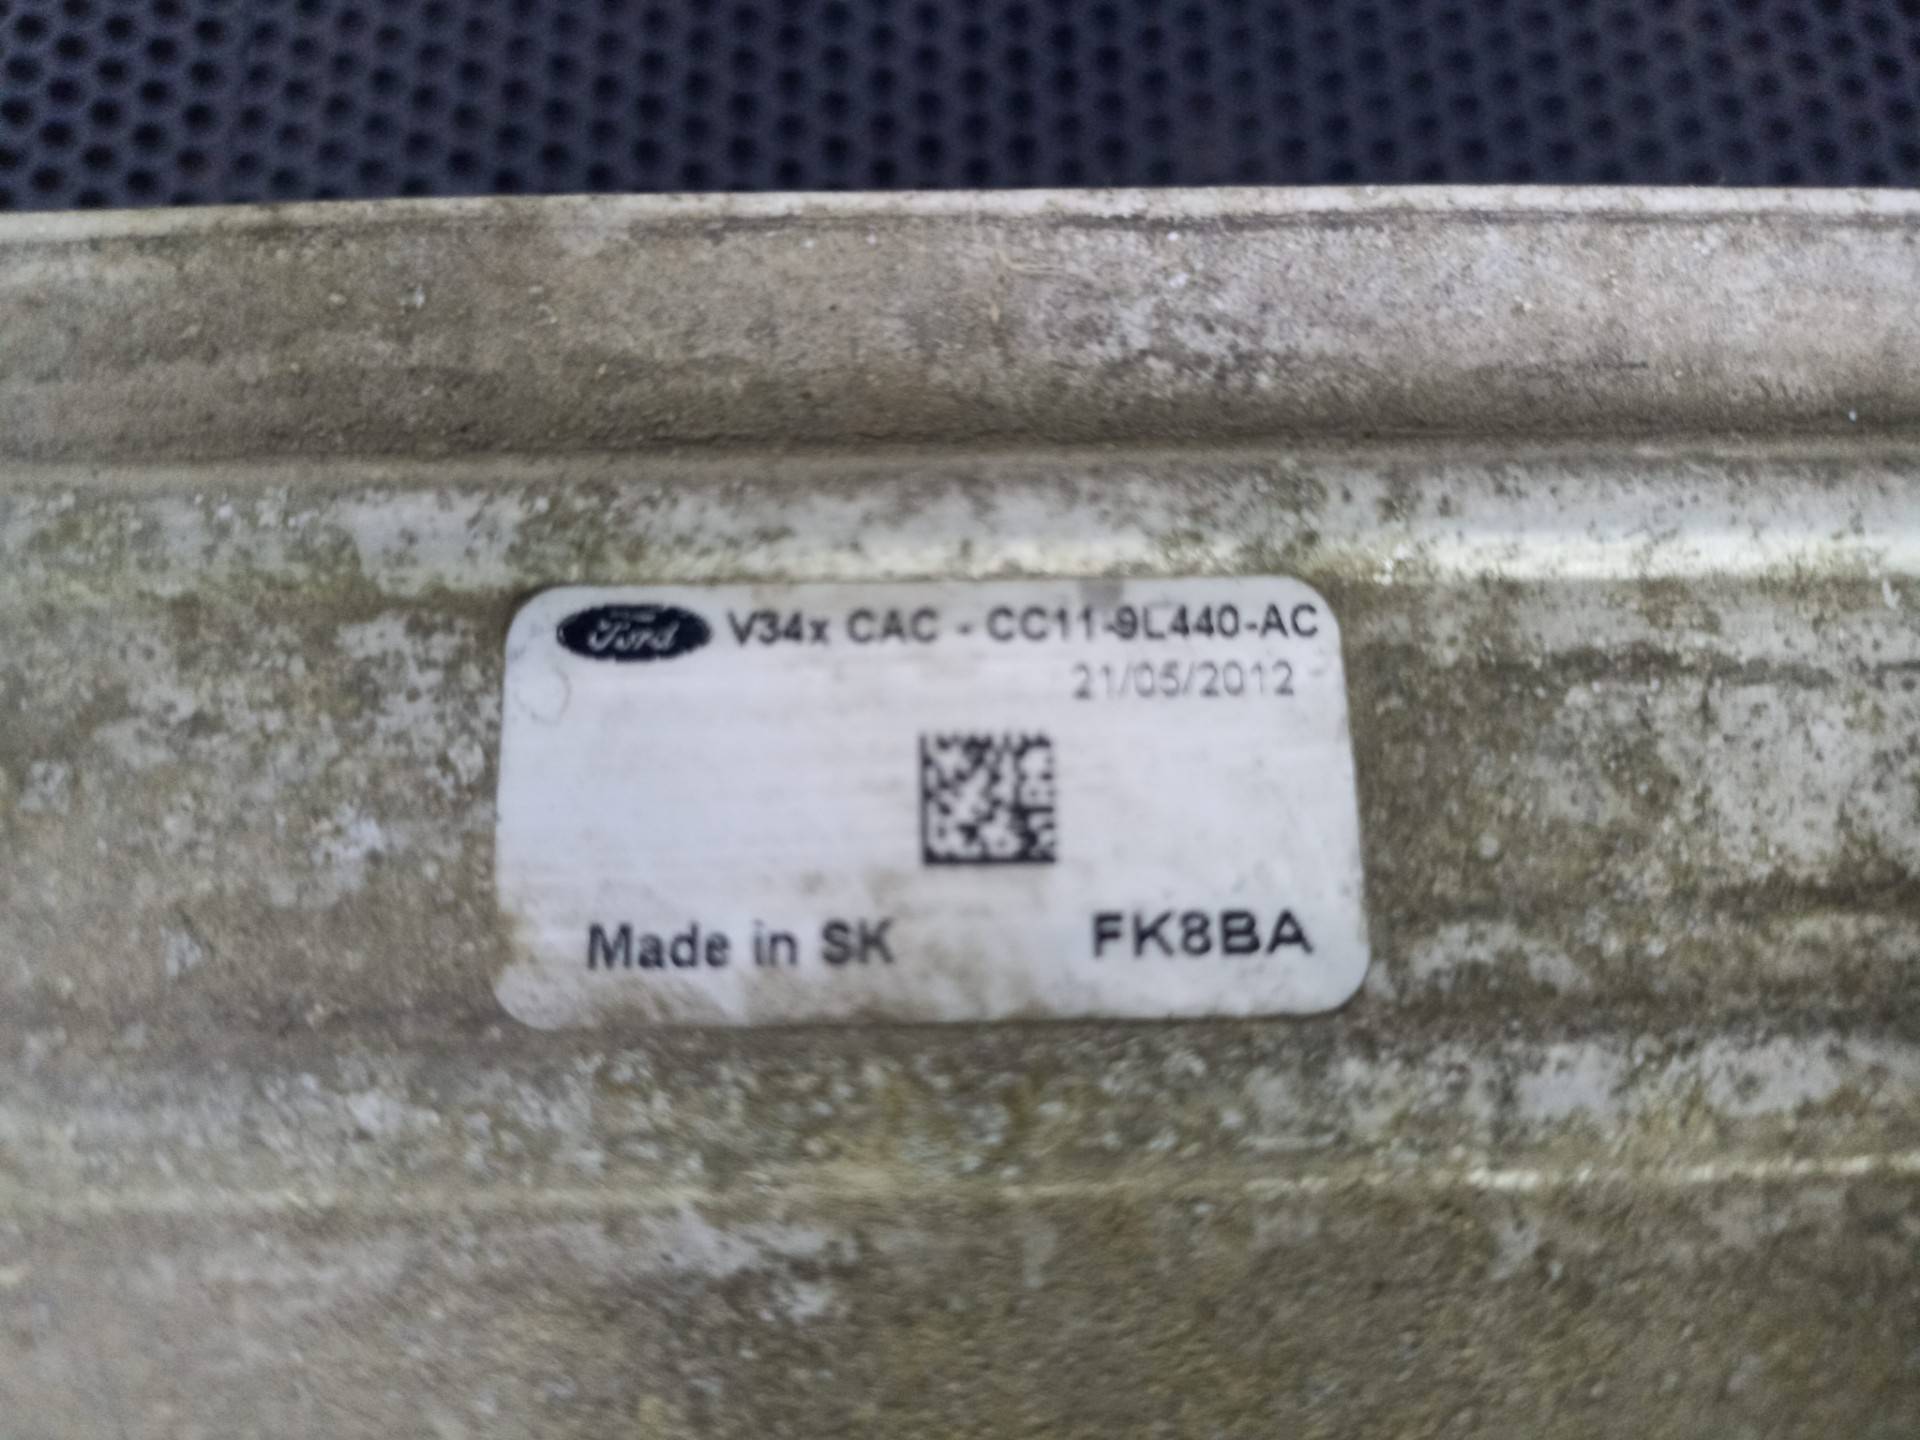 Ford V34x CAC - CC11-9L440-AC
21/05/2012
Made in SK FK8BA